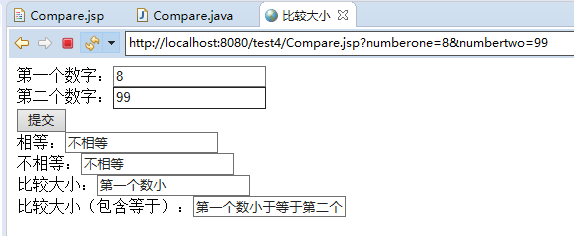 Compare.jsp Compare.java 比较大小
http://localhost:8080/test4/Compare.jsp?numberone=8&numbertwo=99
第一个数字：8
第二个数字：99
提交
相等：不相等
不相等：不相等
比较大小：第一个数小
比较大小（包含等于）：第一个数小于等于第二个